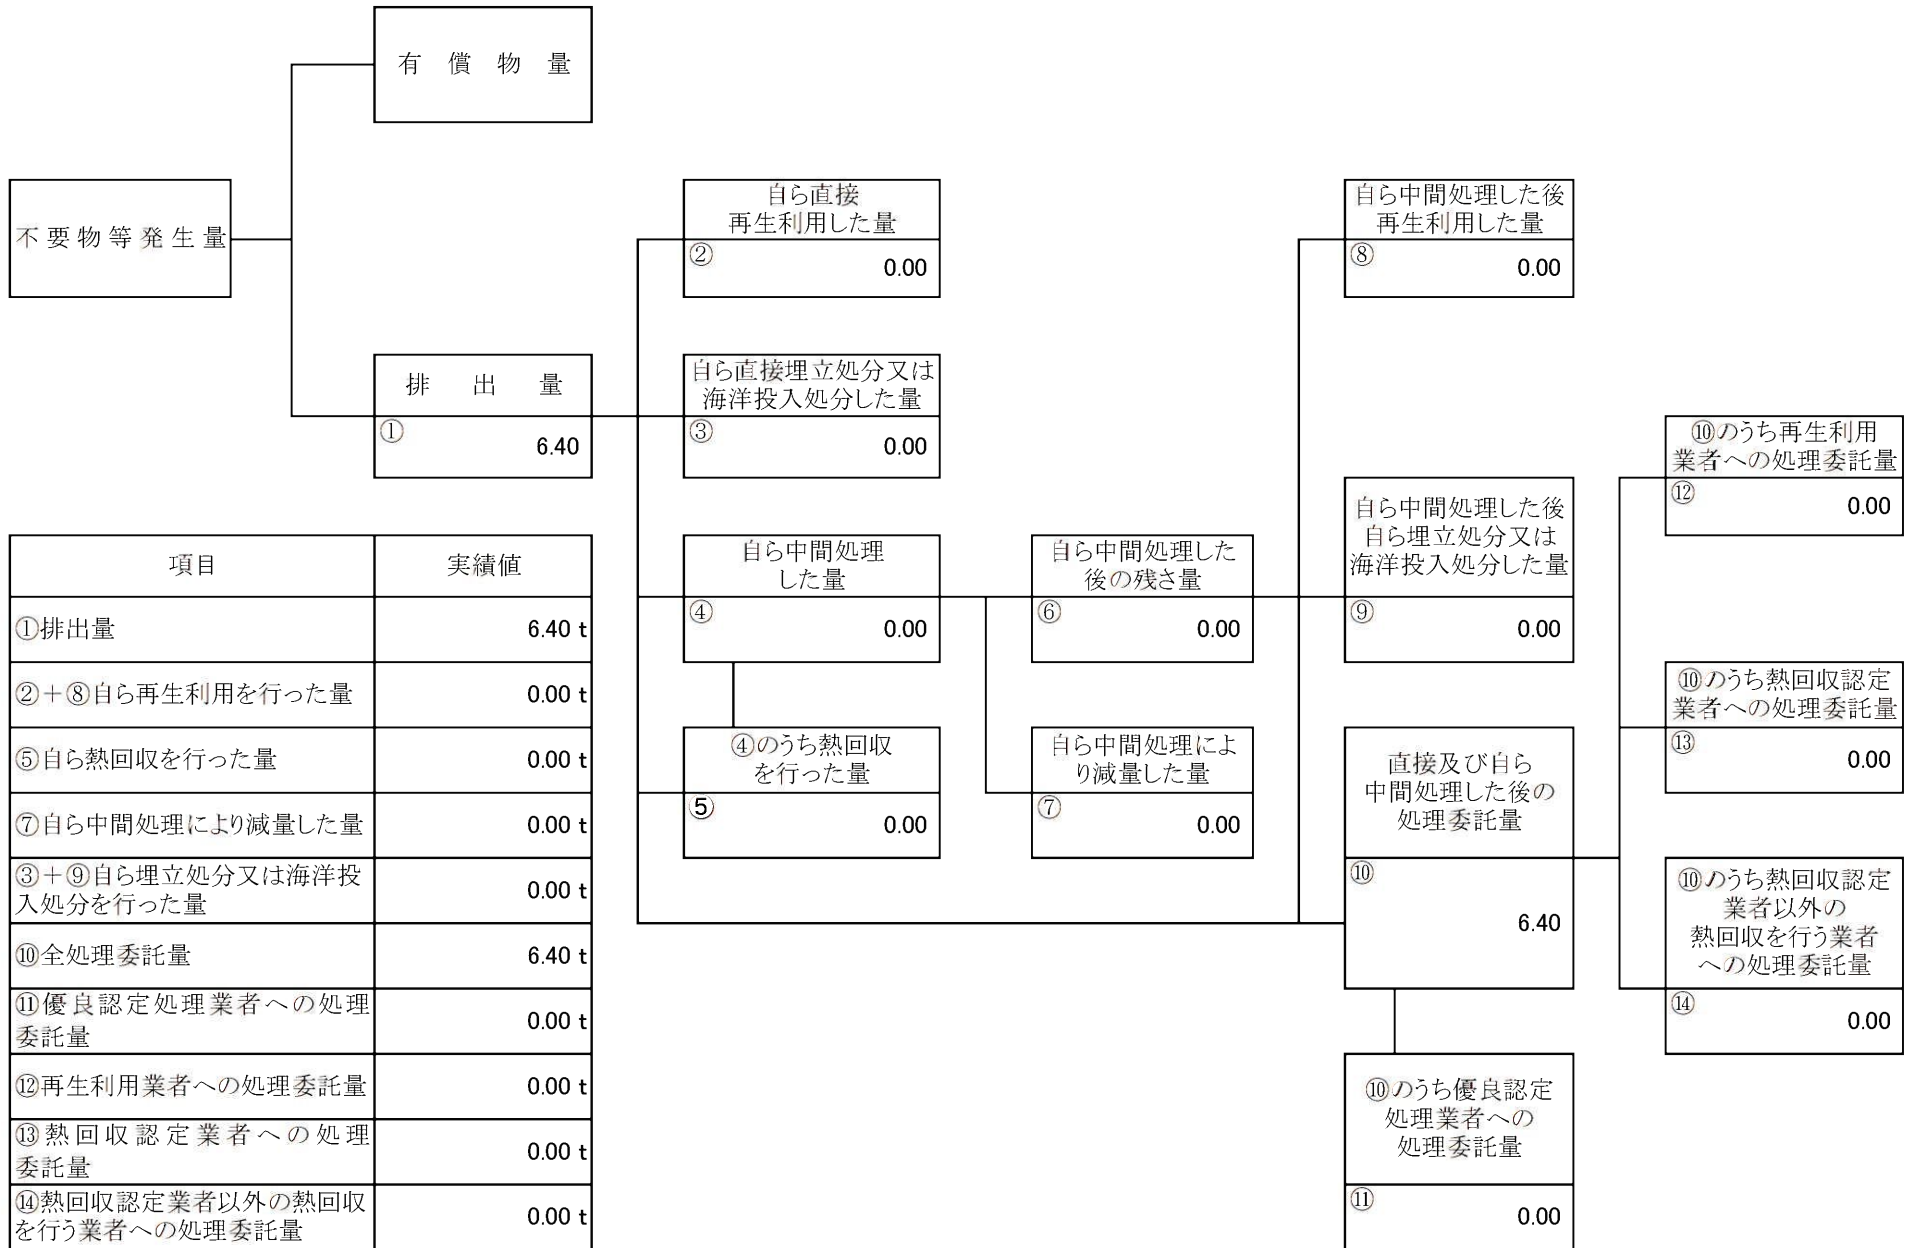 有償物量
不要物等発生量
排出量
①
6.40
自ら直接
再生利用した量
②
0.00
自ら直接埋立処分又は
海洋投入処分した量
③
0.00
自ら中間処理
した量
④
0.00
④のうち熱回収
を行った量
⑤
0.00
自ら中間処理した
後の残さ量
⑥
0.00
自ら中間処理によ
り減量した量
⑦
0.00
自ら中間処理した後
再生利用した量
⑧
0.00
自ら中間処理した後
自ら埋立処分又は
海洋投入処分した量
⑨
0.00
直接及び自ら
中間処理した後の
処理委託量
⑩
6.40
⑩のうち優良認定
処理業者への
処理委託量
⑪
0.00
⑩のうち再生利用
業者への処理委託量
⑫
0.00
⑩のうち熱回収認定
業者への処理委託量
⑬
0.00
⑩のうち熱回収認定
業者以外の
熱回収を行う業者
への処理委託量
⑭
0.00
項目 実績値
①排出量 6.40 t
②＋⑧自ら再生利用を行った量 0.00 t
⑤自ら熱回収を行った量 0.00 t
⑦自ら中間処理により減量した量 0.00 t
③＋⑨自ら埋立処分又は海洋投
入処分を行った量 0.00 t
⑩全処理委託量 6.40 t
⑪優良認定処理業者への処理
委託量 0.00 t
⑫再生利用業者への処理委託量 0.00 t
⑬熱回収認定業者への処理
委託量 0.00 t
⑭熱回収認定業者以外の熱回収
を行う業者への処理委託量 0.00 t